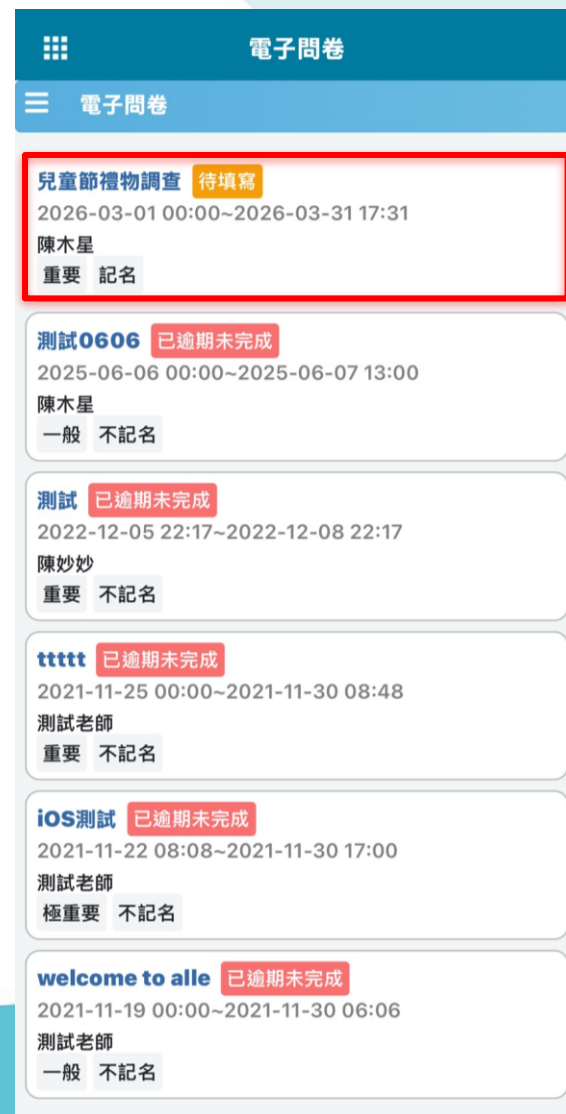 電子問卷
電子問卷
兒童節禮物調查 待填寫
2026-03-01 00:00~2026-03-31 17:31
陳木星
重要 記名
測試0606 已逾期未完成
2025-06-06 00:00~2025-06-07 13:00
陳木星
一般 不記名
測試 已逾期未完成
2022-12-05 22:17~2022-12-08 22:17
陳妙妙
重要 不記名
ttttt 已逾期未完成
2021-11-25 00:00~2021-11-30 08:48
測試老師
重要 不記名
iOS測試 已逾期未完成
2021-11-22 08:08~2021-11-30 17:00
測試老師
極重要 不記名
welcome to alle 已逾期未完成
2021-11-19 00:00~2021-11-30 06:06
測試老師
一般 不記名